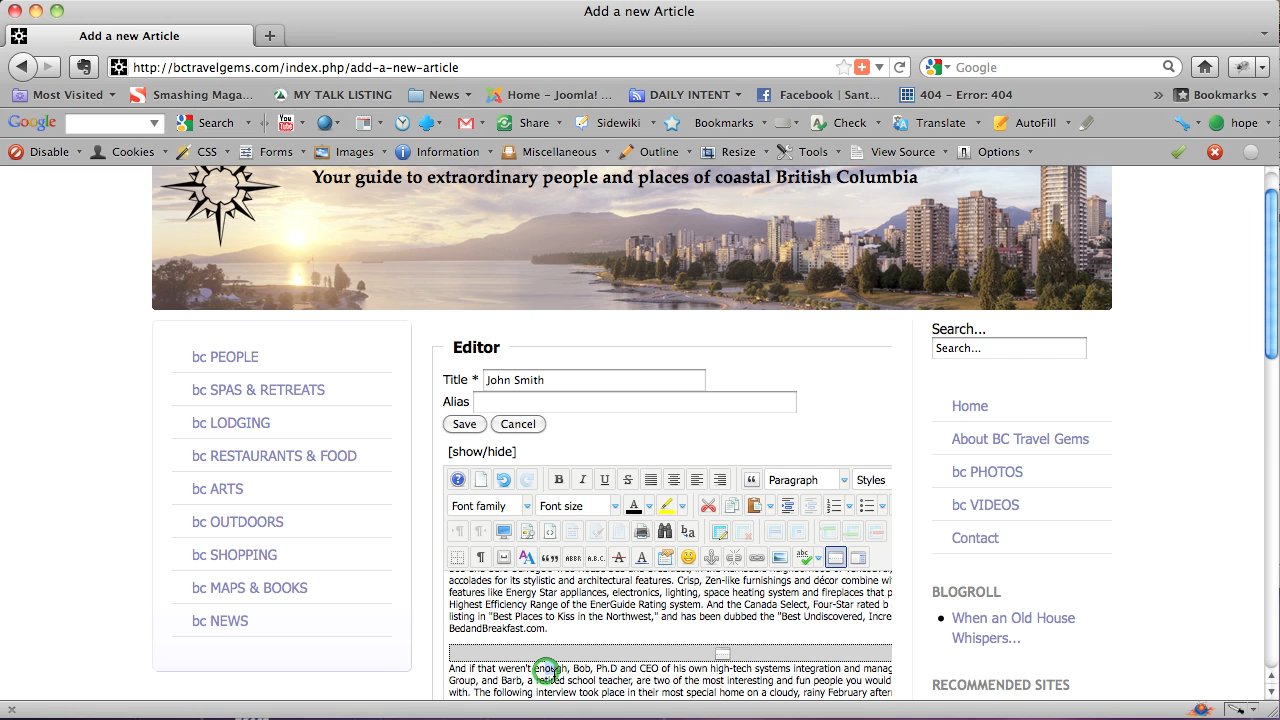 Add a new Article
Add a new Article
http://bctravelgems.com/index.php/add-a-new-article
Google
Most Visited
Smashing Maga...
MY TALK LISTING
News
Home – Joomla! ...
DAILY INTENT
Facebook | Sant...
404 – Error: 404
»
Bookmarks
Google
Search
You Tube
Share
Sidewiki
Bookmarks
Check
Translate
AutoFill
hope
Disable
Cookies
CSS
Forms
Images
Information
Miscellaneous
Outline
Resize
Tools
View Source
Options
Your guide to extraordinary people and places of coastal British Columbia
bc PEOPLE
bc SPAS & RETREATS
bc LODGING
bc RESTAURANTS & FOOD
bc ARTS
bc OUTDOORS
bc SHOPPING
bc MAPS & BOOKS
bc NEWS
Editor
Title * John Smith
Alias
Save Cancel
[show/hide]
Paragraph Styles
Font family Font size
accolades for its stylistic and architectural features. Crisp, Zen-like furnishings and décor combine wi
features like Energy Star appliances, electronics, lighting, space heating system and fireplaces that p
Highest Efficiency Range of the EnerGuide Rating system. And the Canada Select, Four-Star rated b
listing in "Best Places to Kiss in the Northwest," and has been dubbed the "Best Undiscovered, Incre
BedandBreakfast.com.
And if that weren't enough, Bob, Ph.D and CEO of his own high-tech systems integration and manag
Group, and Barb, a school teacher, are two of the most interesting and fun people you would
with. The following interview took place in their most special home on a cloudy, rainy February after
Search...
Search...
Home
About BC Travel Gems
bc PHOTOS
bc VIDEOS
Contact
BLOGROLL
When an Old House
Whispers...
RECOMMENDED SITES